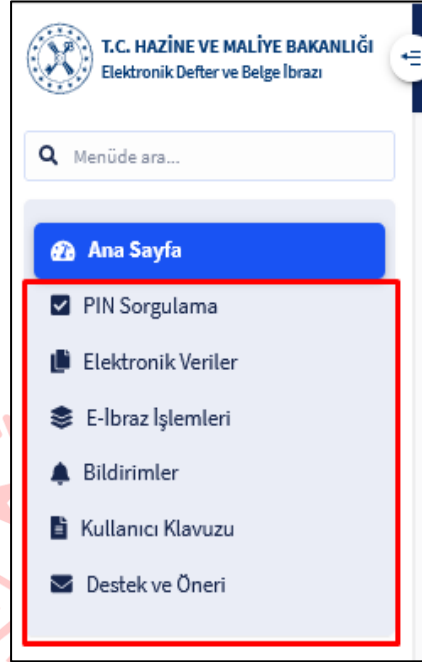 T.C. HAZİNE VE MALİYE BAKANLIĞI
Elektronik Defter ve Belge İbrazı
Menüde ara...
Ana Sayfa
PIN Sorgulama
Elektronik Veriler
E-İbraz İşlemleri
Bildirimler
Kullanıcı Klavuzu
Destek ve Öneri